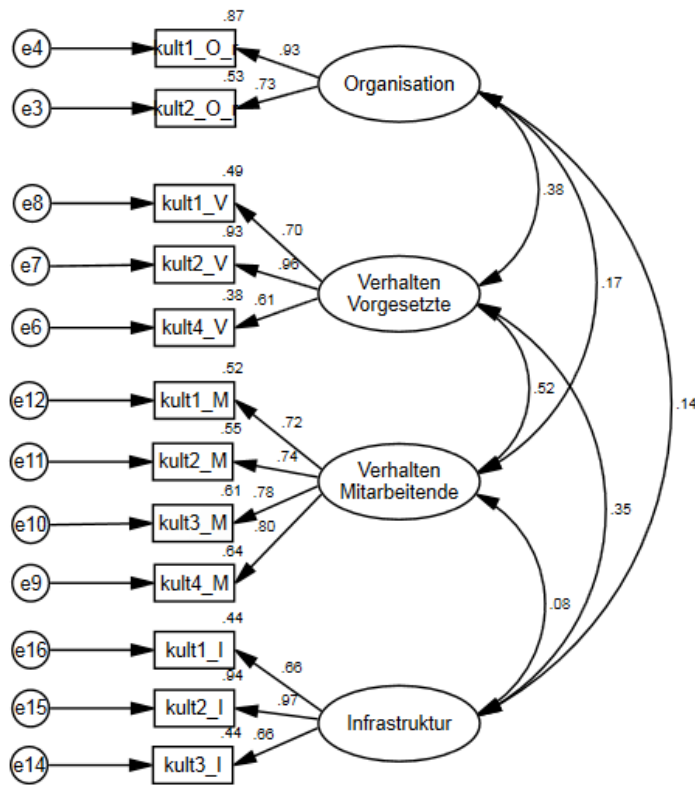 .87
e4 kult1_O_r .93
Organisation
.53
e3 kult2_O_r .73
.38
.49
e8 kult1_V .70
.93
e7 kult2_V .96
Verhalten
Vorgesetzte
.17
.38
e6 kult4_V .61
.52
.52
e12 kult1_M .72
.14
.55
e11 kult2_M .74
Verhalten
Mitarbeitende
.61
e10 kult3_M .78
.35
.80
.64
e9 kult4_M
.08
.44
e16 kult1_I .66
.94
e15 kult2_I .97
Infrastruktur
.44
e14 kult3_I .66